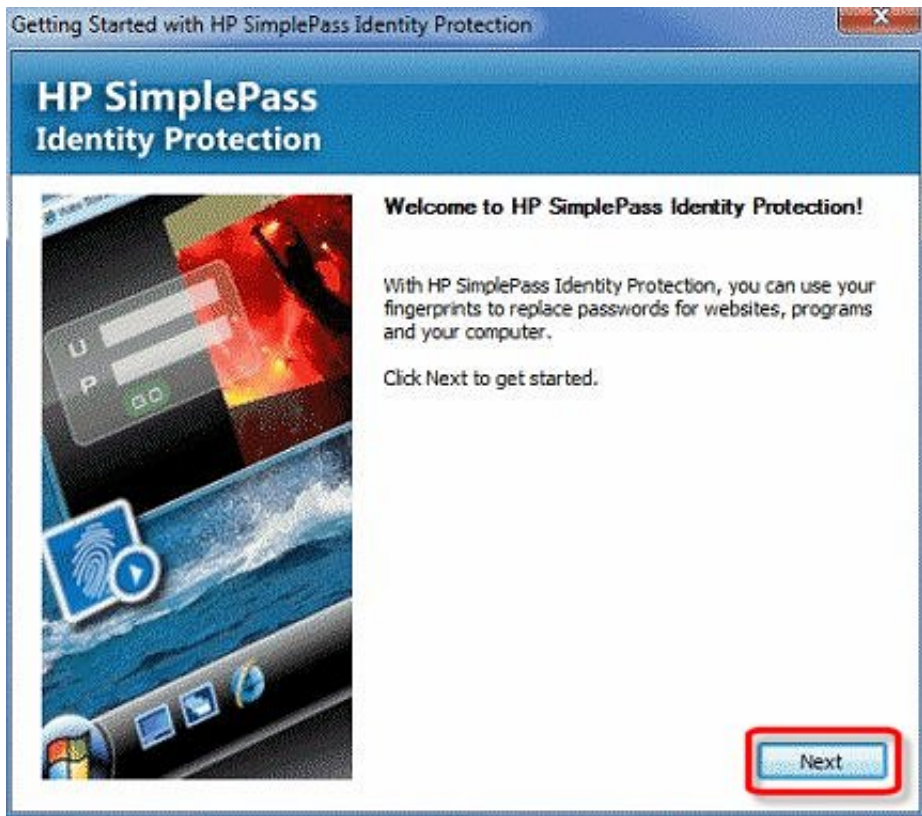 Getting Started with HP SimplePass Identity Protection
HP SimplePass
Identity Protection
Welcome to HP SimplePass Identity Protection!
With HP SimplePass Identity Protection, you can use your
fingerprints to replace passwords for websites, programs
and your computer.
Click Next to get started.
U
P
GO
Next